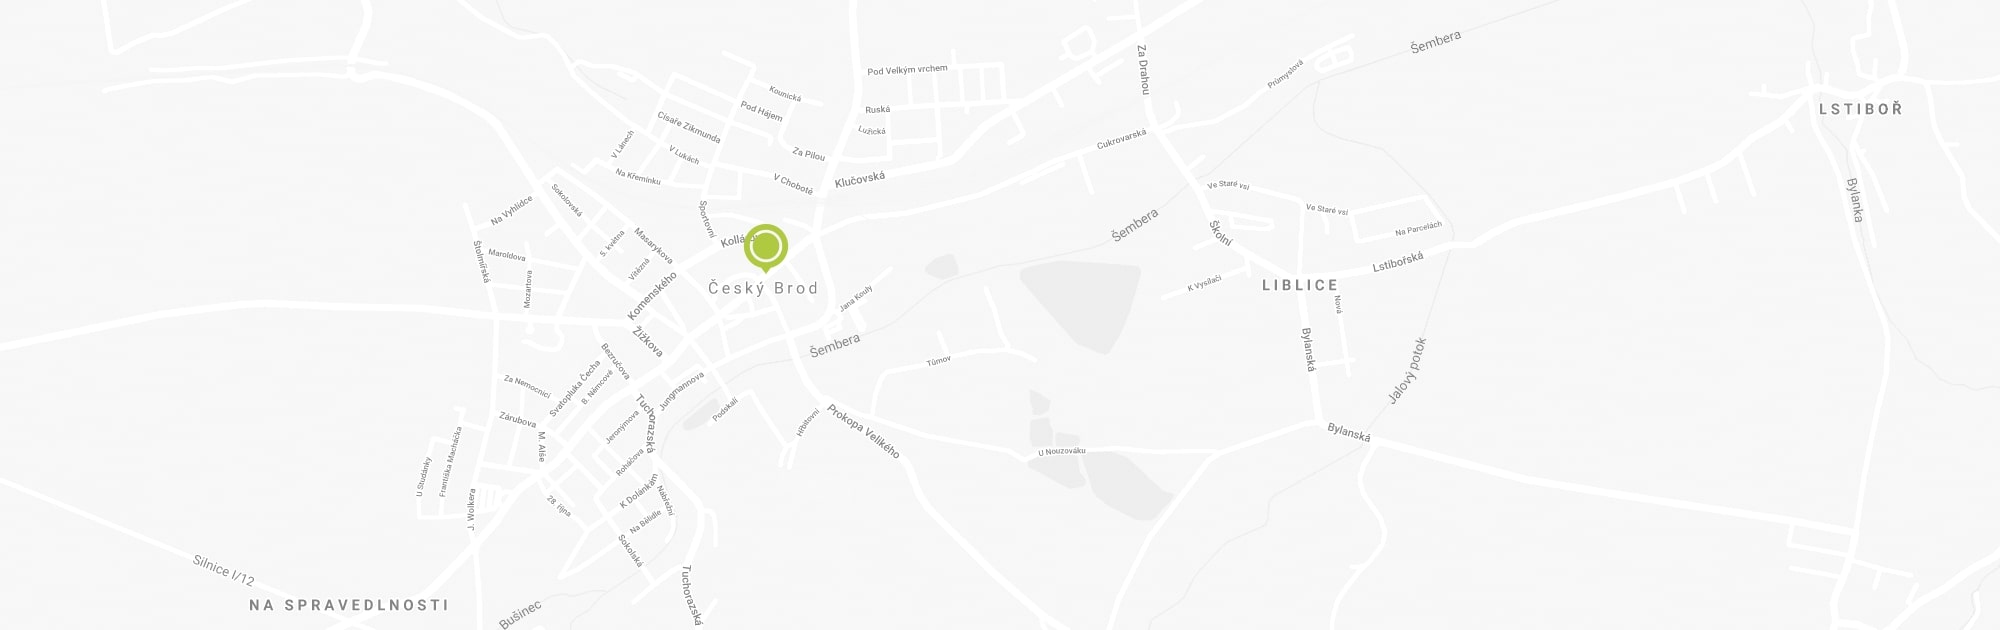 Šembera
Za Drahou
Pod Velkým vrchem
Průmyslová
Kounická
Pod Hájem
Ruská
LSTIBOŘ
Císaře Zikmunda
Lužická
V Lánech
Cukrovarská
V Lukách
Za Pilou
Na Křemínku
V Chobotě
Klučovská
Ve Staré vsi
Bylanka
Sokolovská
Na Vyhlídce
Ve Staré vsi
Sportovní
Šembera
Na Parcelách
Školní
5. května
Masarykova
Štolmířská
Maroldova
Vítězná
Lstibořská
Mozartova
Komenského
Český Brod
K Vysílači
LIBLICE
Jana Kouly
Nová
Žižkova
Šembera
Bylanská
Bezručova
Tůmov
Jalový potok
Za Nemocnicí
Svatopluka Čecha
B. Němcové
Jungmannova
Podskalí
Tuchorazská
Zárubova
Jeronýmova
Hřbitovní
Prokopa Velikého
Bylanská
M. Alše
U Nouzováku
Roháčova
U Studánky
Františka Macháčka
K Dolánkám
Nábřežní
J. Wolkera
28. října
Na Bělidle
Sokolská
Silnice I/12
Tuchorazská
NA SPRAVEDLNOSTI
Bušinec